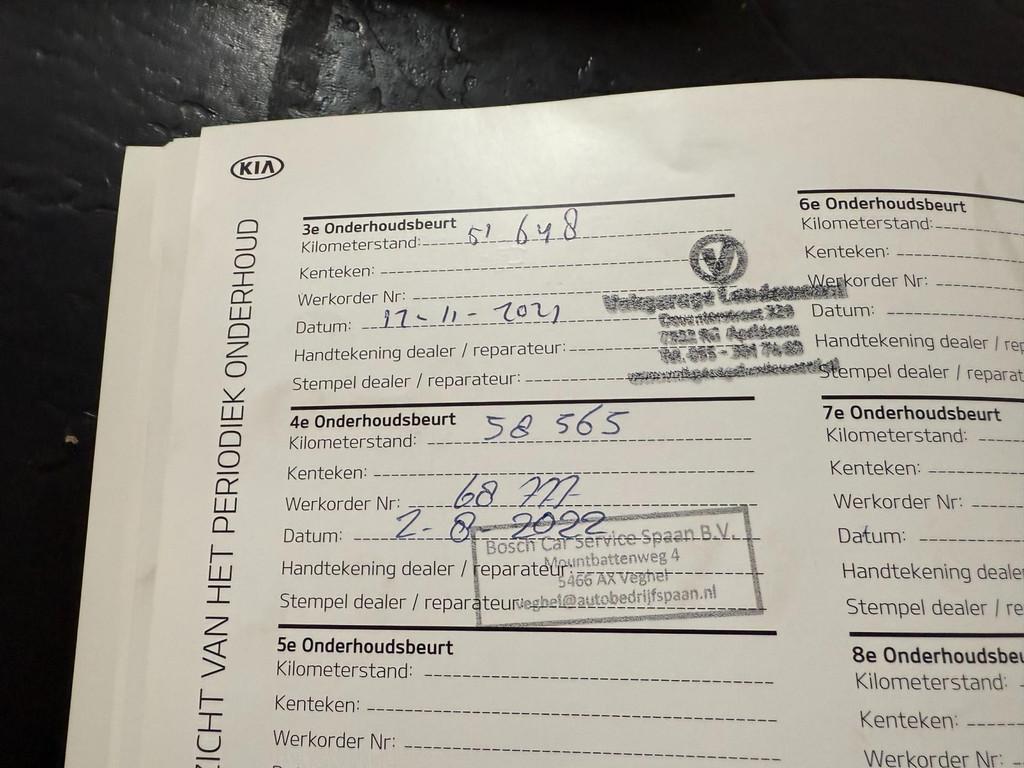 KIA
ZICHT VAN HET PERIODIEK ONDERHOUD
3e Onderhoudsbeurt
Kilometerstand: 51 648
Kenteken:
Werkorder Nr:
Datum: 17-11-2021
Handtekening dealer / reparateur:
Stempel dealer / reparateur:
4e Onderhoudsbeurt
Kilometerstand: 58 565
Kenteken:
Werkorder Nr: 68 777
Datum: 2-8-2022
Handtekening dealer / reparateur:
Stempel dealer / reparateur:
Bosch Car Service Spaan B.V.
Mountbattenweg 4
5466 AX Veghel
veghel@autobedrijfspaan.nl
5e Onderhoudsbeurt
Kilometerstand:
Kenteken:
Werkorder Nr:
6e Onderhoudsbeurt
Kilometerstand:
Kenteken:
Werkorder Nr:
Datum:
Handtekening dealer / rep
Stempel dealer / reparat
7e Onderhoudsbeurt
Kilometerstand:
Kenteken:
Werkorder Nr:
Datum:
Handtekening deale
Stempel dealer / re
8e Onderhoudsbeu
Kilometerstand:
Kenteken:
Werkorder Nr: